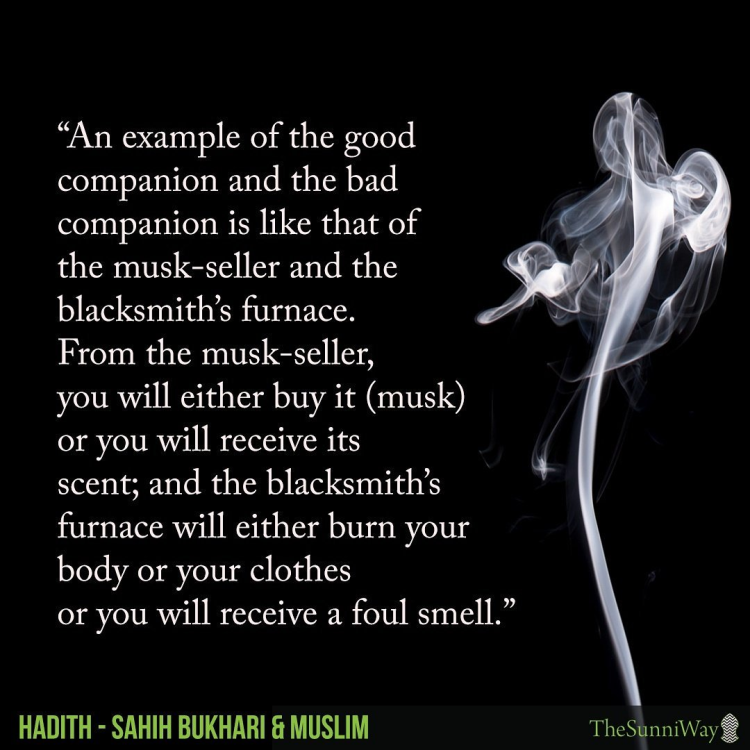 “An example of the good
companion and the bad
companion is like that of
the musk-seller and the
blacksmith’s furnace.
From the musk-seller,
you will either buy it (musk)
or you will receive its
scent; and the blacksmith’s
furnace will either burn your
body or your clothes
or you will receive a foul smell.”
HADITH - SAHIH BUKHARI & MUSLIM
TheSunniWay